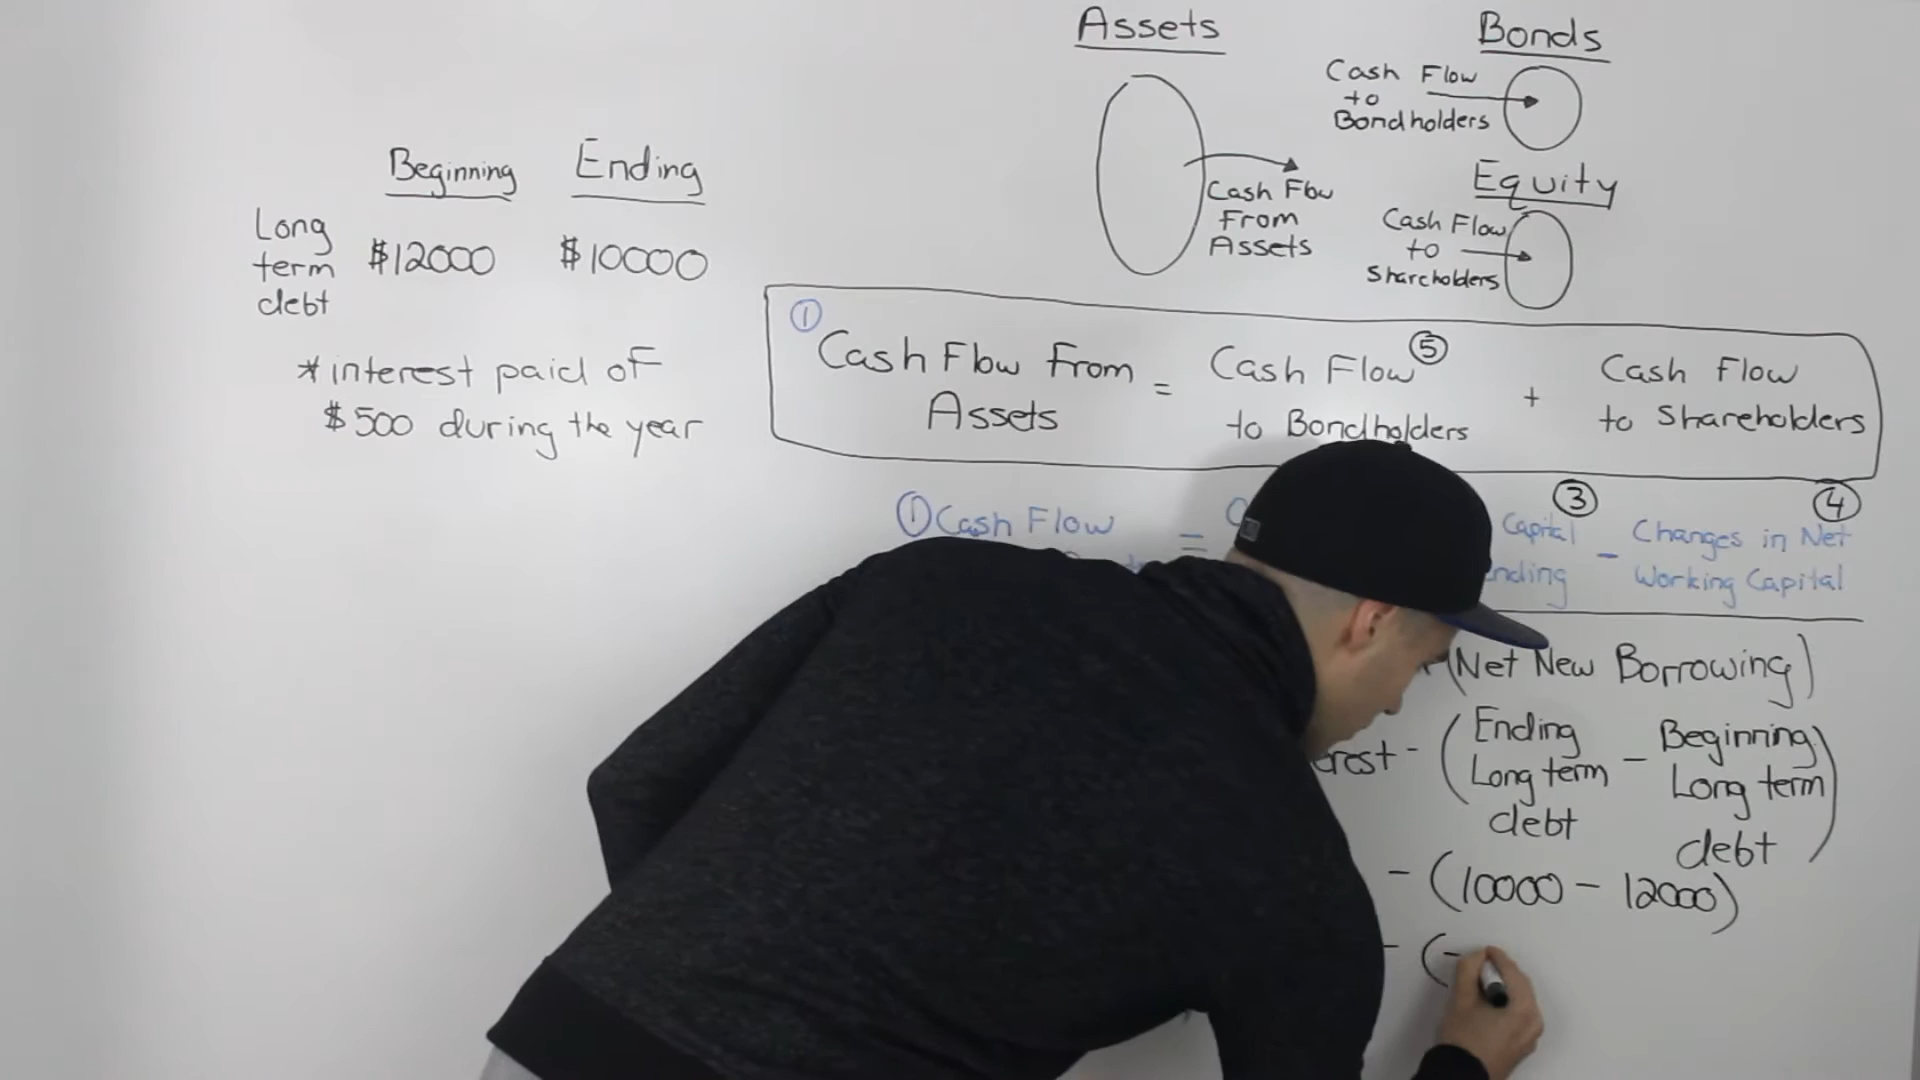 Assets
Bonds
Cash Flow
to
Bondholders
Cash Flow
From
Assets
Equity
Cash Flow
to
Shareholders
Beginning Ending
Long
term $12000 $10000
debt
*interest paid of
$500 during the year
① Cash Flow From = Cash Flow ⑤ + Cash Flow
Assets to Bondholders to Shareholders
① Cash Flow = Capital ③ - Changes in Net ④
Working Capital
(Net New Borrowing)
- (Ending - Beginning
Long term Long term
debt debt)
- (10000 - 12000)
- (-